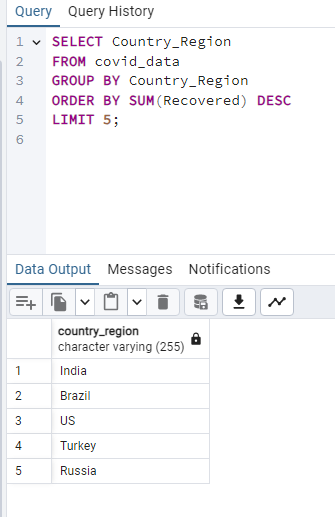 Query Query History
1 SELECT Country_Region
2 FROM covid_data
3 GROUP BY Country_Region
4 ORDER BY SUM(Recovered) DESC
5 LIMIT 5;
6
Data Output Messages Notifications
country_region
character varying (255)
1 India
2 Brazil
3 US
4 Turkey
5 Russia